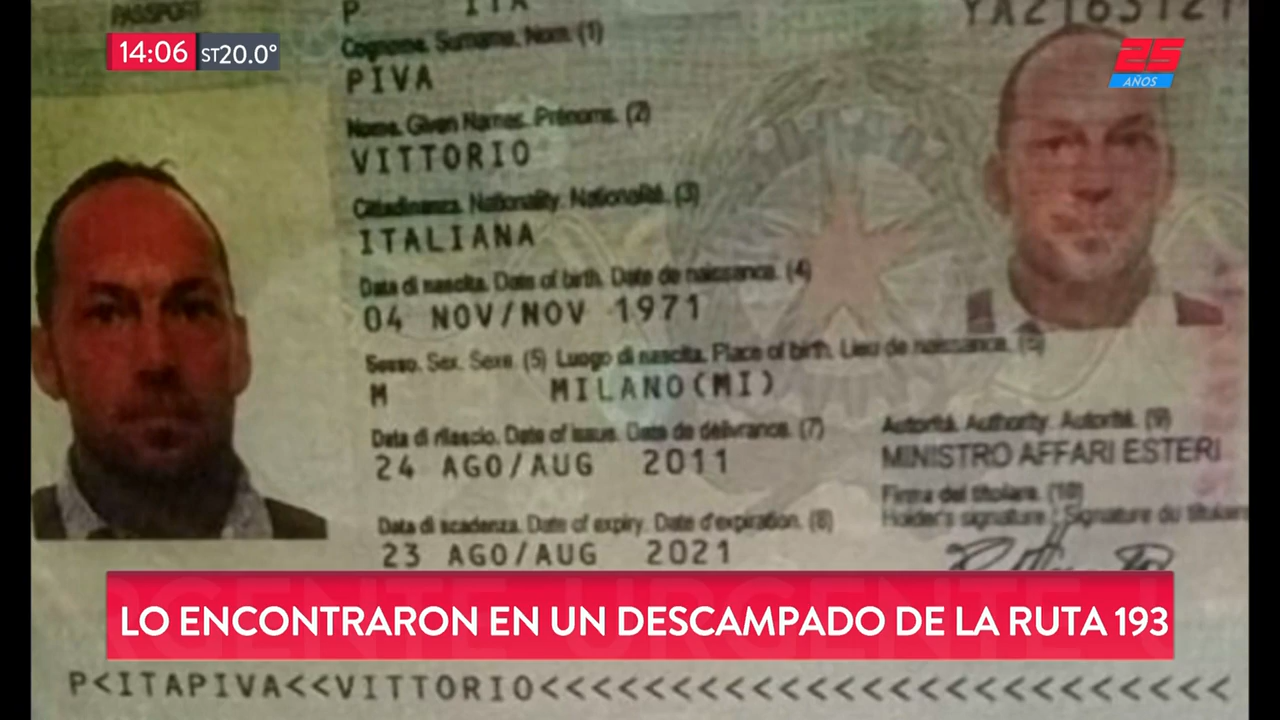 PASSPORT P ITA
14:06 ST20.0° 25 AÑOS
Cognome. Surname. Nom. (1)
PIVA
Nome. Given Names. Prénoms. (2)
VITTORIO
Cittadinanza. Nationality. Nationalité. (3)
ITALIANA
Data di nascita. Date of birth. Date de naissance. (4)
04 NOV/NOV 1971
Sesso. Sex. Sexe. (5) Luogo di nascita. Place of birth. Lieu de naissance. (6)
M MILANO(MI)
Data di rilascio. Date of issue. Date de délivrance. (7)
24 AGO/AUG 2011
Data di scadenza. Date of expiry. Date d'expiration. (8)
23 AGO/AUG 2021
Autorità. Authority. Autorité. (9)
MINISTRO AFFARI ESTERI
Firma del titolare. (10)
Holder's signature. Signature du titulaire
URGENTE URGENTE
LO ENCONTRARON EN UN DESCAMPADO DE LA RUTA 193
P<ITAPIVA<<VITTORIO<<<<<<<<<<<<<<<<<<<<<<<<<